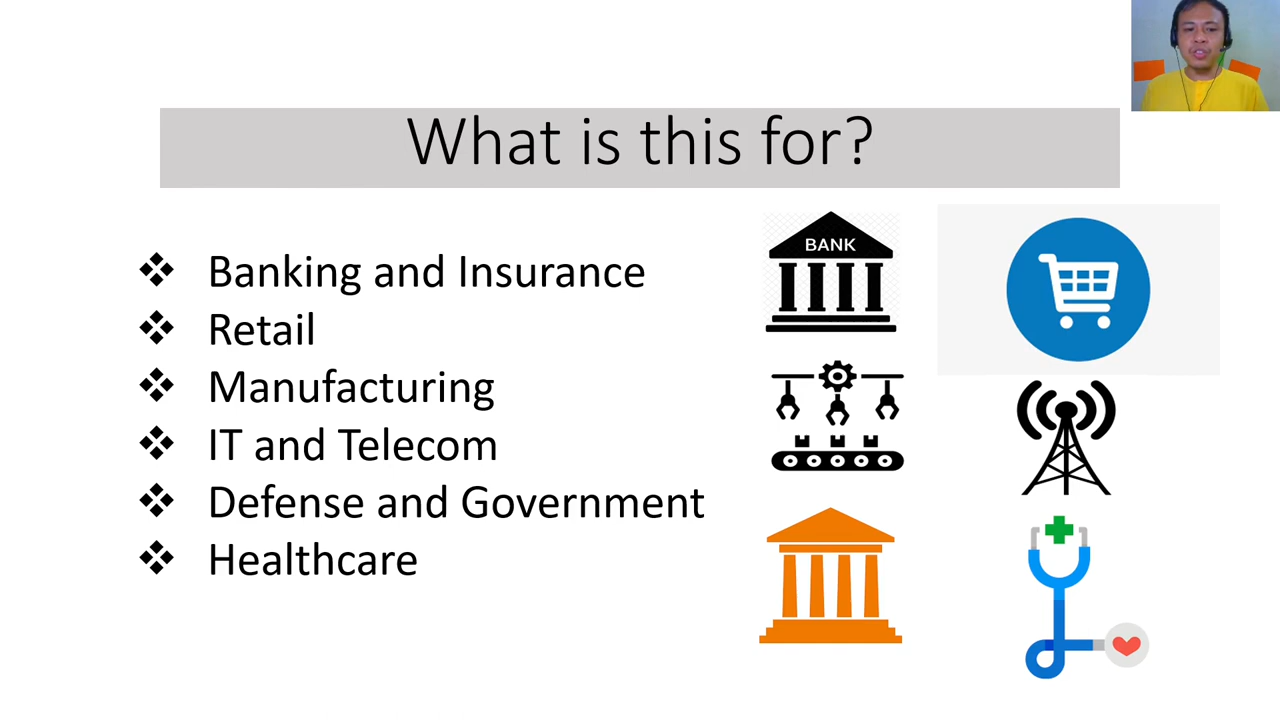 What is this for?
Banking and Insurance
Retail
Manufacturing
IT and Telecom
Defense and Government
Healthcare
BANK